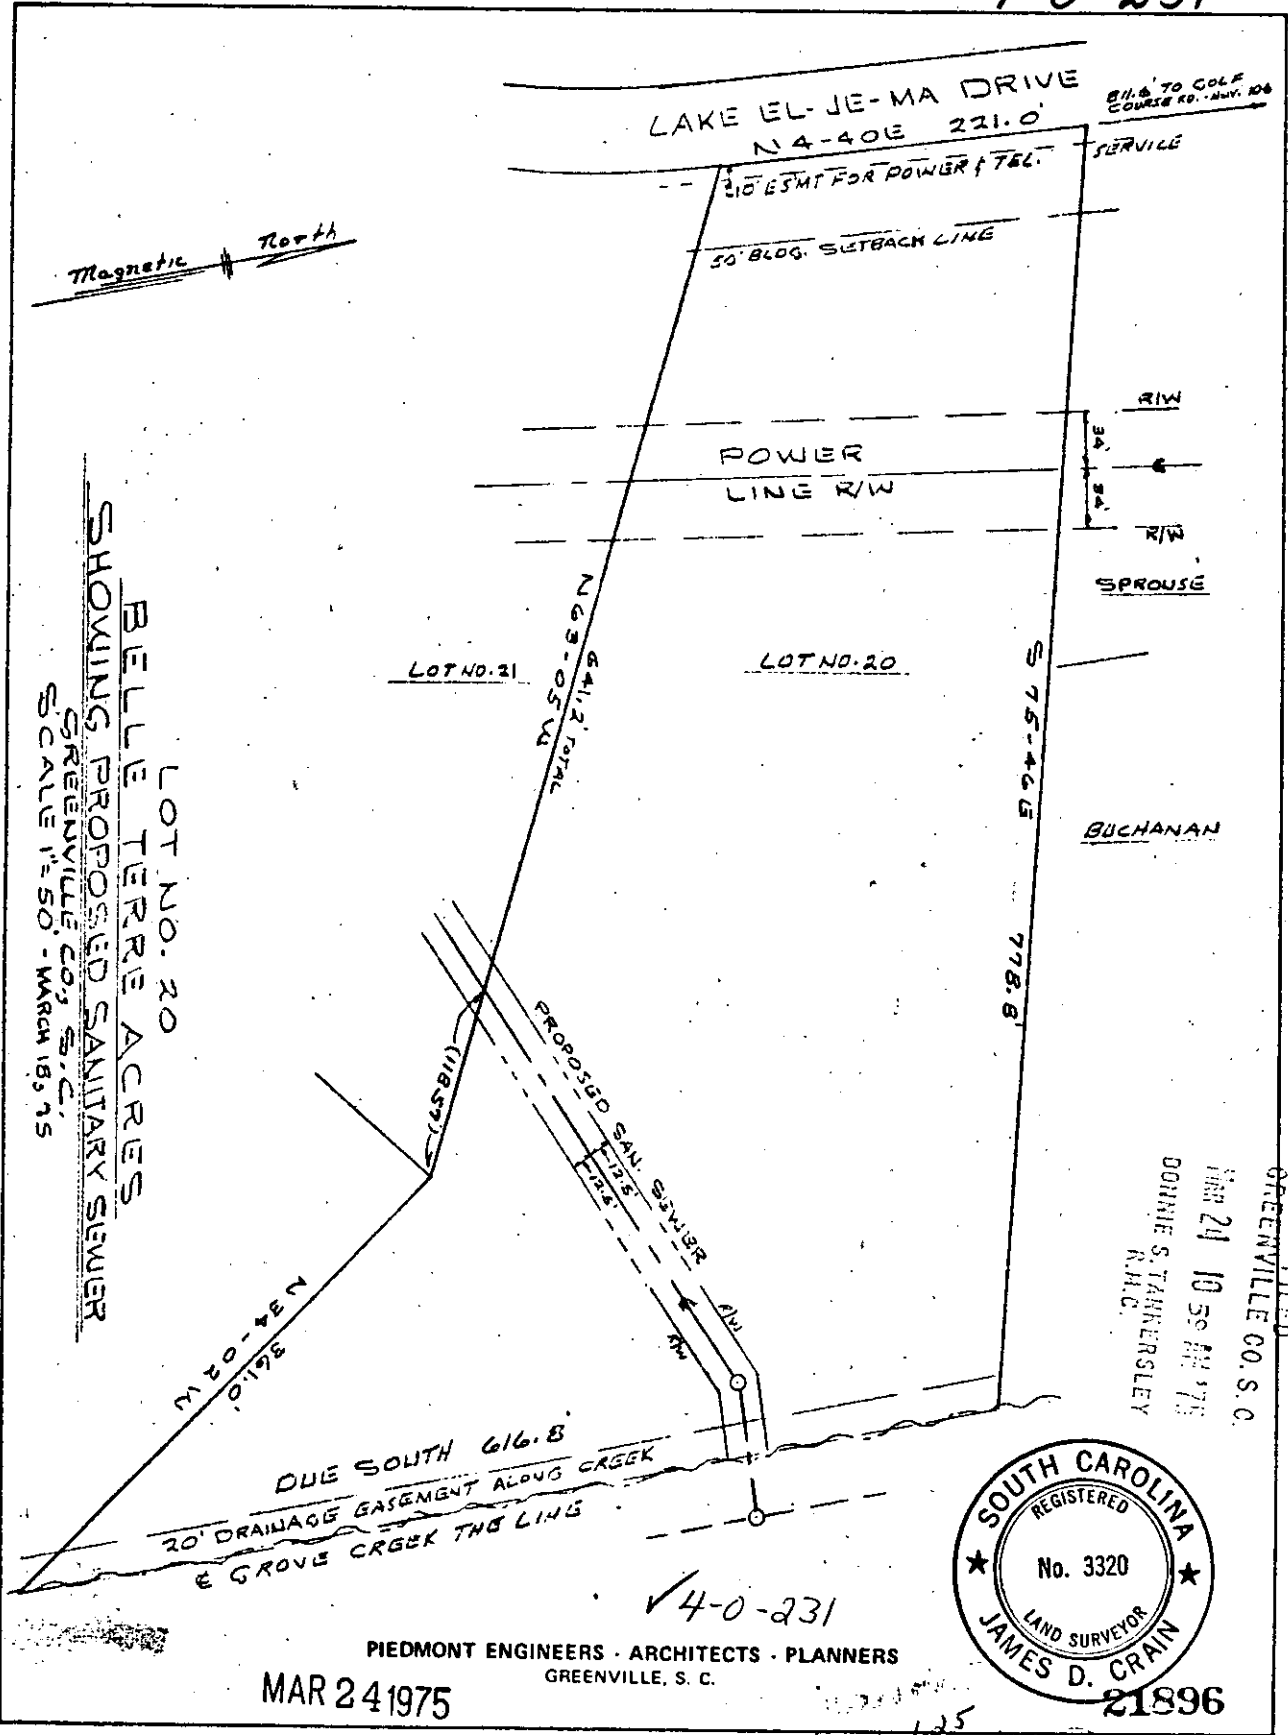 LAKE EL-JE-MA DRIVE
N 4-40E 221.0'
811.6' TO GOLF
COURSE RD.-HWY. 106
10' ESMT FOR POWER & TEL. SERVICE
50' BLDG. SETBACK LINE
Magnetic North
R/W
34'
POWER
LINE R/W
34'
R/W
SPROUSE
LOT NO. 21
LOT NO. 20
N 63-05 W
641.2' TOTAL
S 75-46E 778.8'
BUCHANAN
LOT NO. 20
BELLE TERRE ACRES
SHOWING PROPOSED SANITARY SEWER
GREENVILLE CO., S.C.
SCALE 1"=50' - MARCH 18, 75
(118.57')
PROPOSED SAN. SEWER
12.5'
12.5'
R/W
R/W
N 34-02 W
361.0'
DUE SOUTH 616.8'
20' DRAINAGE EASEMENT ALONG CREEK
₵ GROVE CREEK THE LINE
GREENVILLE CO. S. C.
MAR 24 10 59 AM '75
DONNIE S. TANKERSLEY
R.M.C.
SOUTH CAROLINA
REGISTERED
No. 3320
LAND SURVEYOR
JAMES D. CRAIN
✓ 4-0-231
PIEDMONT ENGINEERS · ARCHITECTS · PLANNERS
GREENVILLE, S. C.
MAR 24 1975
21896
1.25